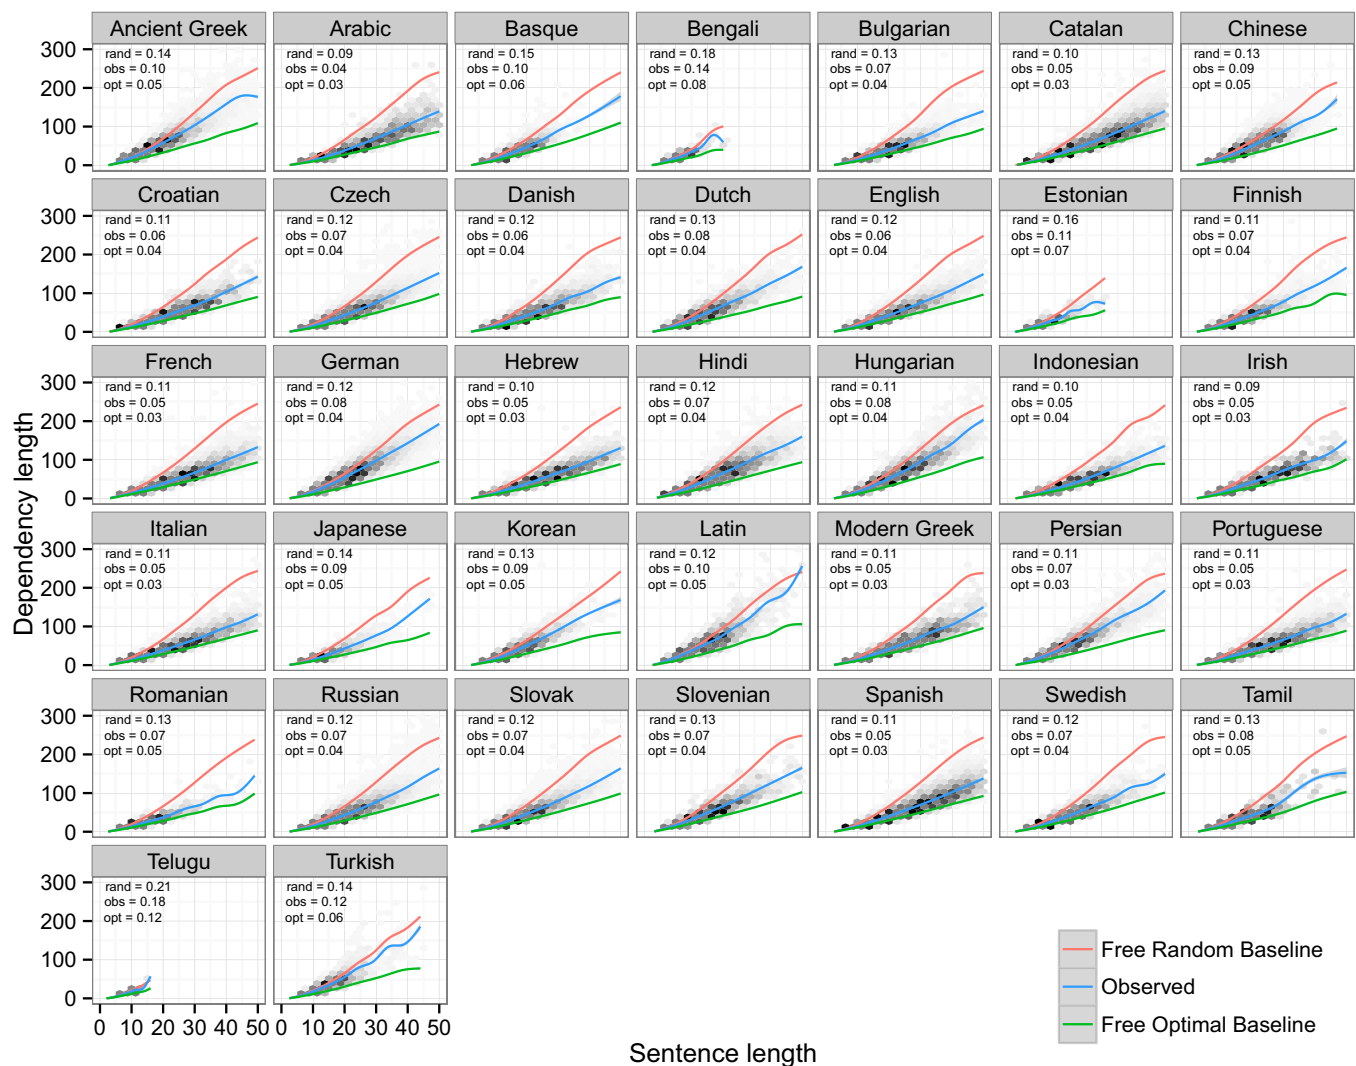 Ancient Greek Arabic Basque Bengali Bulgarian Catalan Chinese
300
200
100
0
rand = 0.14
obs = 0.10
opt = 0.05
rand = 0.09
obs = 0.04
opt = 0.03
rand = 0.15
obs = 0.10
opt = 0.06
rand = 0.18
obs = 0.14
opt = 0.08
rand = 0.13
obs = 0.07
opt = 0.04
rand = 0.10
obs = 0.05
opt = 0.03
rand = 0.13
obs = 0.09
opt = 0.05
Croatian Czech Danish Dutch English Estonian Finnish
300
200
100
0
rand = 0.11
obs = 0.06
opt = 0.04
rand = 0.12
obs = 0.07
opt = 0.04
rand = 0.12
obs = 0.06
opt = 0.04
rand = 0.13
obs = 0.08
opt = 0.04
rand = 0.12
obs = 0.06
opt = 0.04
rand = 0.16
obs = 0.11
opt = 0.07
rand = 0.11
obs = 0.07
opt = 0.04
French German Hebrew Hindi Hungarian Indonesian Irish
300
200
100
0
rand = 0.11
obs = 0.05
opt = 0.03
rand = 0.12
obs = 0.08
opt = 0.04
rand = 0.10
obs = 0.05
opt = 0.03
rand = 0.12
obs = 0.07
opt = 0.04
rand = 0.11
obs = 0.08
opt = 0.04
rand = 0.10
obs = 0.05
opt = 0.04
rand = 0.09
obs = 0.05
opt = 0.03
Dependency length
Italian Japanese Korean Latin Modern Greek Persian Portuguese
300
200
100
0
rand = 0.11
obs = 0.05
opt = 0.03
rand = 0.14
obs = 0.09
opt = 0.05
rand = 0.13
obs = 0.09
opt = 0.05
rand = 0.12
obs = 0.10
opt = 0.05
rand = 0.11
obs = 0.05
opt = 0.03
rand = 0.11
obs = 0.07
opt = 0.03
rand = 0.11
obs = 0.05
opt = 0.03
Romanian Russian Slovak Slovenian Spanish Swedish Tamil
300
200
100
0
rand = 0.13
obs = 0.07
opt = 0.05
rand = 0.12
obs = 0.07
opt = 0.04
rand = 0.12
obs = 0.07
opt = 0.04
rand = 0.13
obs = 0.07
opt = 0.04
rand = 0.11
obs = 0.05
opt = 0.03
rand = 0.12
obs = 0.07
opt = 0.04
rand = 0.13
obs = 0.08
opt = 0.05
Telugu Turkish
300
200
100
0
rand = 0.21
obs = 0.18
opt = 0.12
rand = 0.14
obs = 0.12
opt = 0.06
0 10 20 30 40 50 0 10 20 30 40 50
Sentence length
Free Random Baseline
Observed
Free Optimal Baseline